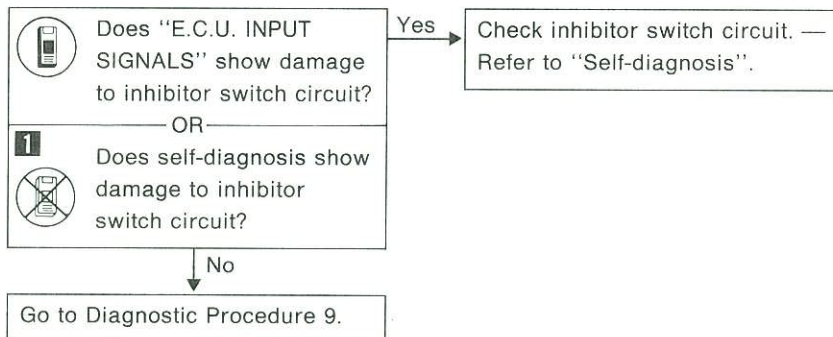 Does “E.C.U. INPUT
SIGNALS” show damage
to inhibitor switch circuit?
Yes
Check inhibitor switch circuit. —
Refer to “Self-diagnosis”.
OR
1
Does self-diagnosis show
damage to inhibitor
switch circuit?
No
Go to Diagnostic Procedure 9.